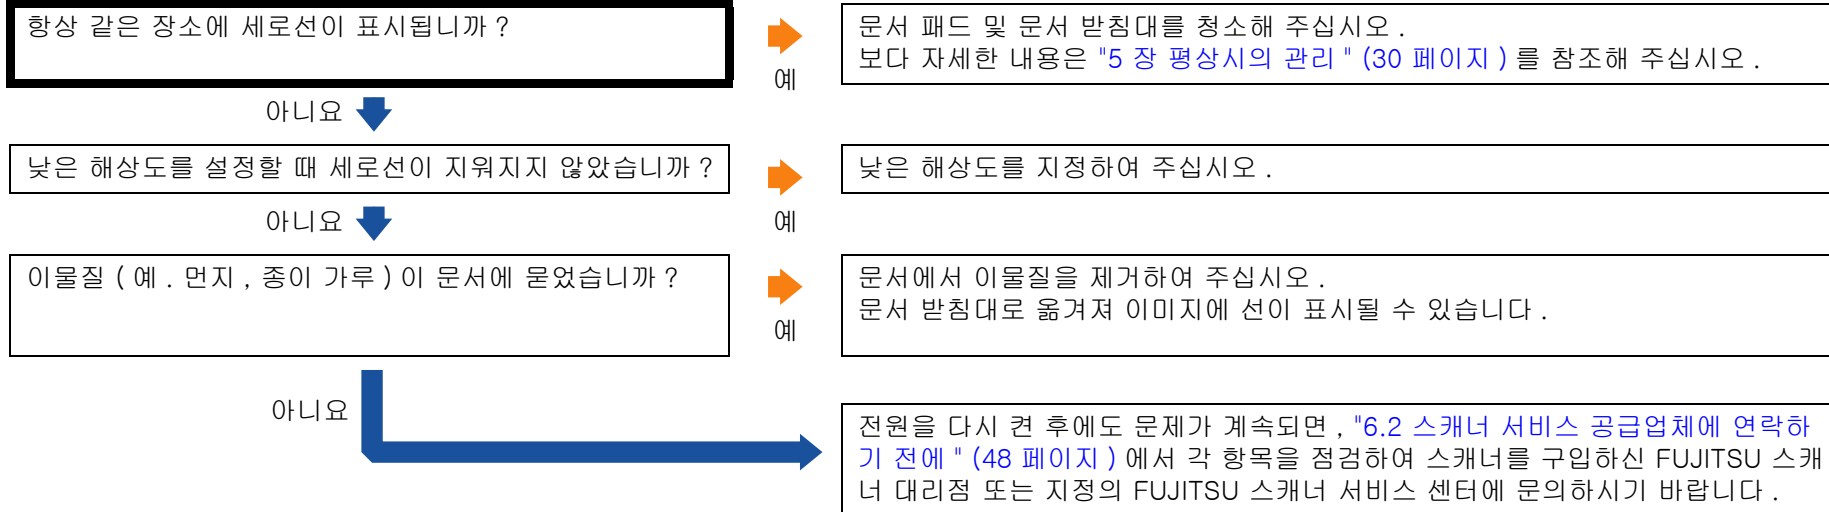 항상 같은 장소에 세로선이 표시됩니까 ?
예
문서 패드 및 문서 받침대를 청소해 주십시오 .
보다 자세한 내용은 "5 장 평상시의 관리 " (30 페이지 ) 를 참조해 주십시오 .
아니요
낮은 해상도를 설정할 때 세로선이 지워지지 않았습니까 ?
예
낮은 해상도를 지정하여 주십시오 .
아니요
이물질 ( 예 . 먼지 , 종이 가루 ) 이 문서에 묻었습니까 ?
예
문서에서 이물질을 제거하여 주십시오 .
문서 받침대로 옮겨져 이미지에 선이 표시될 수 있습니다 .
아니요
전원을 다시 켠 후에도 문제가 계속되면 , "6.2 스캐너 서비스 공급업체에 연락하
기 전에 " (48 페이지 ) 에서 각 항목을 점검하여 스캐너를 구입하신 FUJITSU 스캐
너 대리점 또는 지정의 FUJITSU 스캐너 서비스 센터에 문의하시기 바랍니다 .